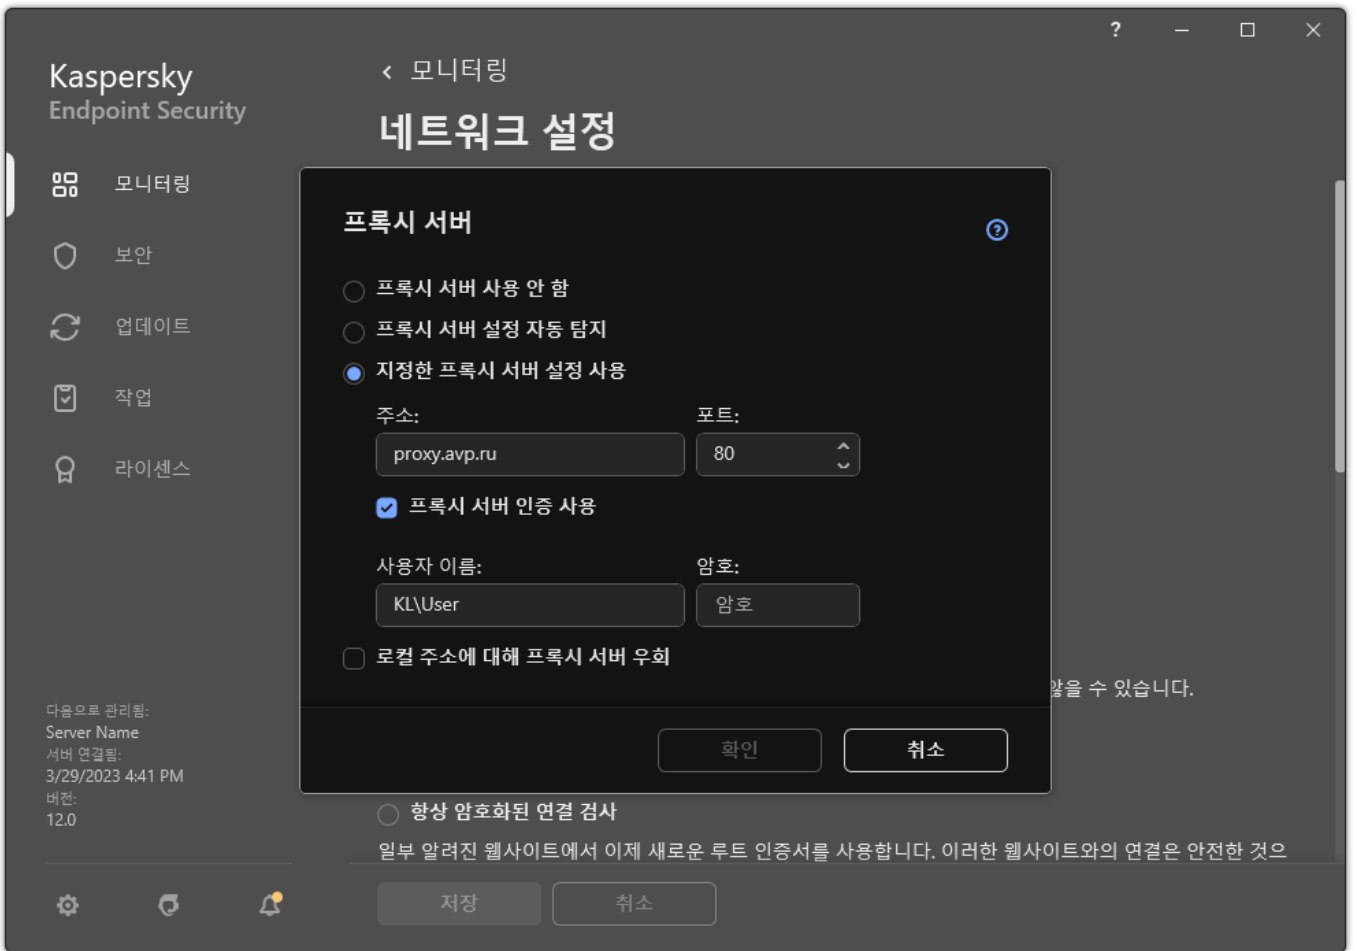 ?
Kaspersky
Endpoint Security
모니터링
보안
업데이트
작업
라이센스
다음으로 관리됨:
Server Name
서버 연결됨:
3/29/2023 4:41 PM
버전:
12.0
모니터링
네트워크 설정
프록시 서버
?
프록시 서버 사용 안 함
프록시 서버 설정 자동 탐지
지정한 프록시 서버 설정 사용
주소: 포트:
proxy.avp.ru 80
프록시 서버 인증 사용
사용자 이름: 암호:
KL\User 암호
로컬 주소에 대해 프록시 서버 우회
확인 취소
않을 수 있습니다.
항상 암호화된 연결 검사
일부 알려진 웹사이트에서 이제 새로운 루트 인증서를 사용합니다. 이러한 웹사이트와의 연결은 안전한 것으
저장 취소